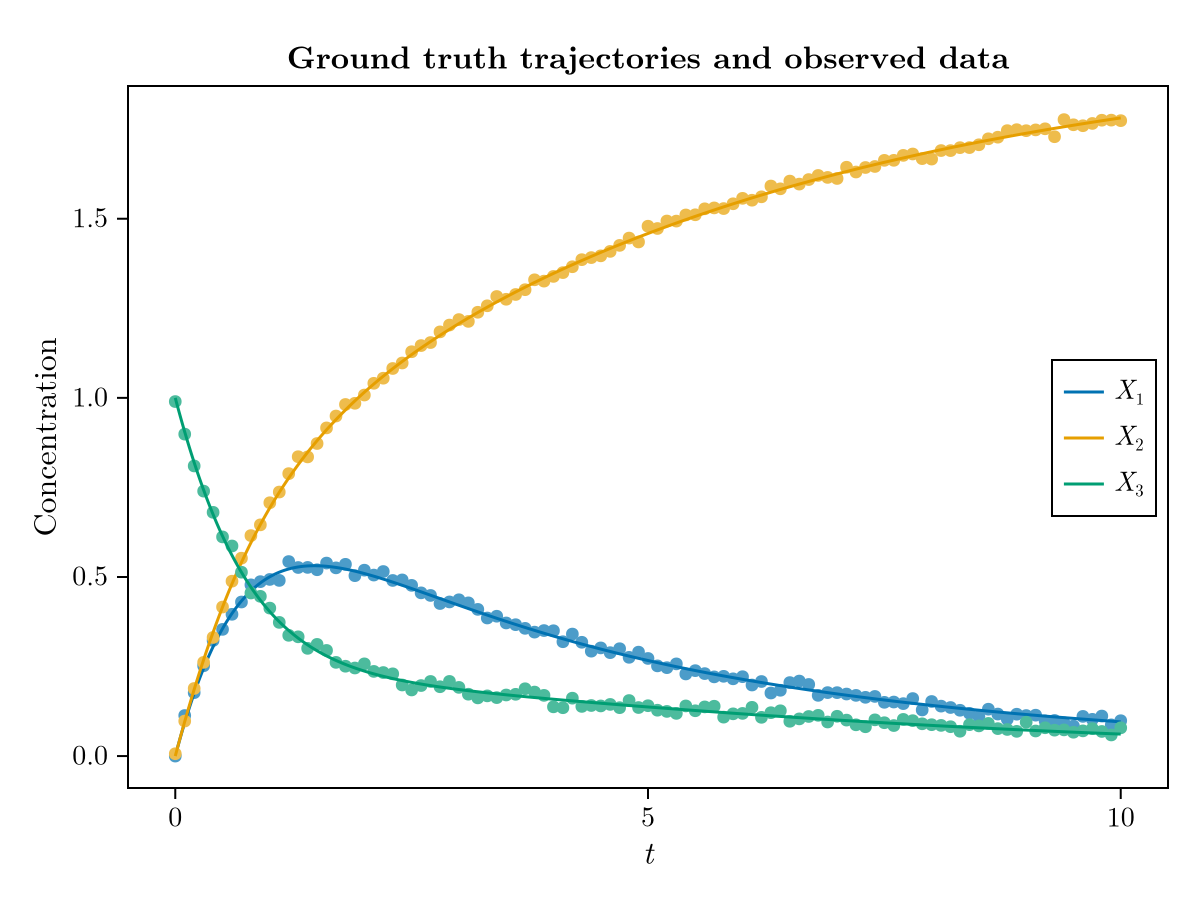 Ground truth trajectories and observed data
Concentration
1.5
1.0
0.5
0.0
X₁
X₂
X₃
0 5 10
t